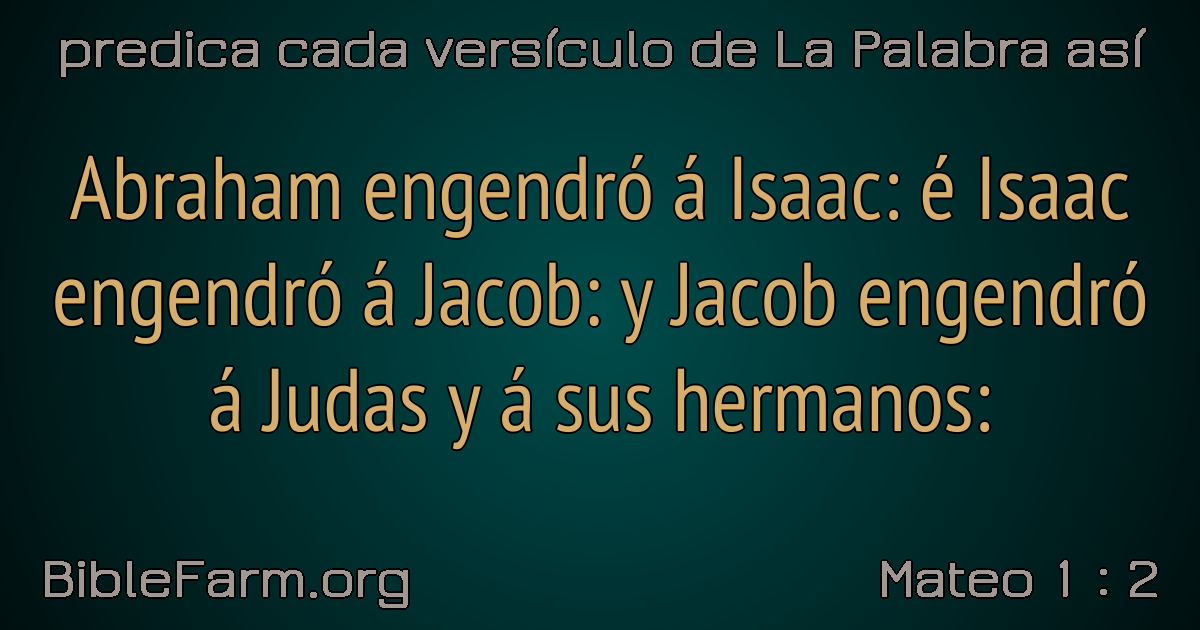 predica cada versículo de La Palabra así
Abraham engendró á Isaac: é Isaac
engendró á Jacob: y Jacob engendró
á Judas y á sus hermanos:
BibleFarm.org
Mateo 1 : 2